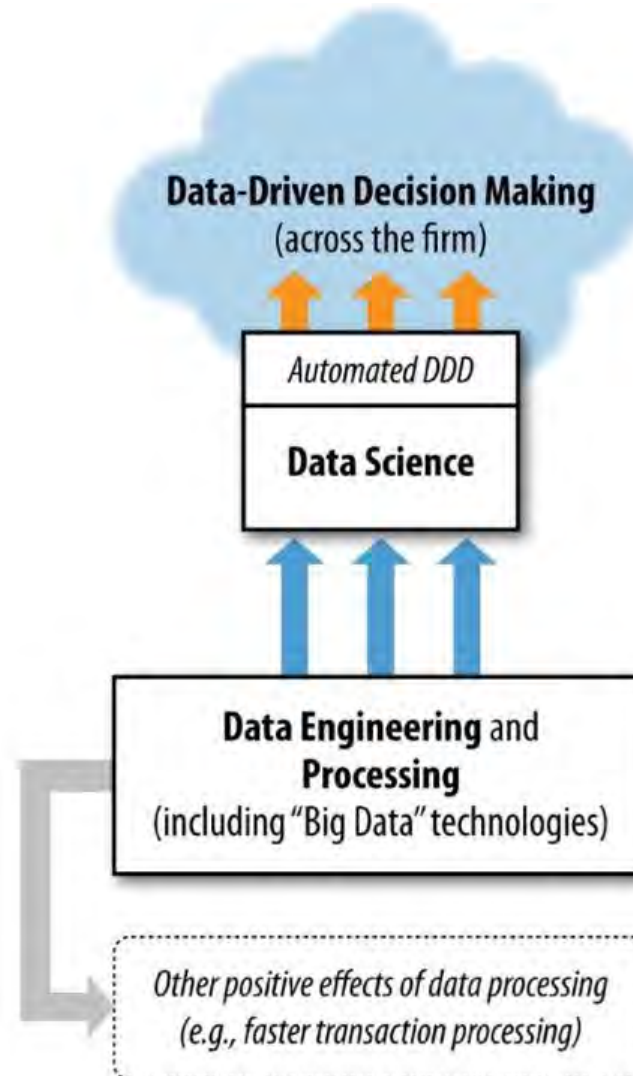 Data-Driven Decision Making
(across the firm)
Automated DDD
Data Science
Data Engineering and
Processing
(including “Big Data” technologies)
Other positive effects of data processing
(e.g., faster transaction processing)